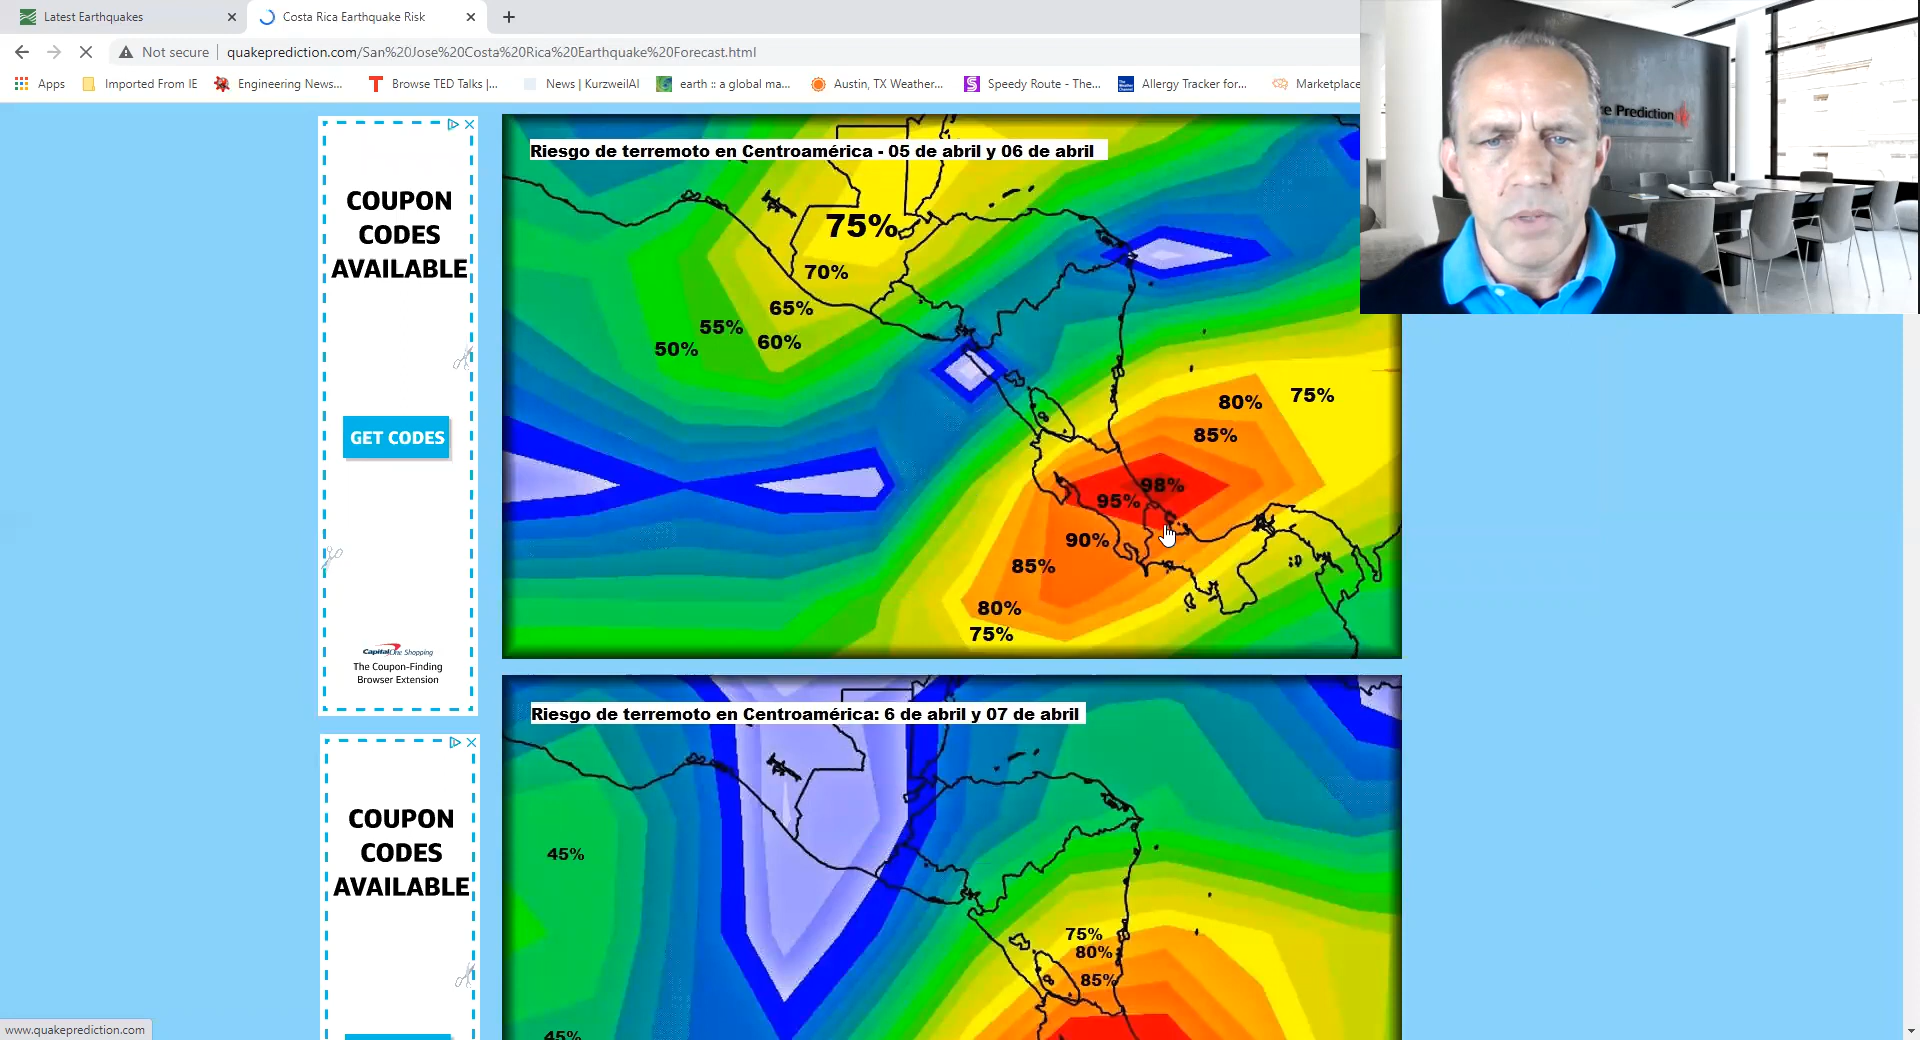 Latest Earthquakes
Costa Rica Earthquake Risk
Not secure
quakeprediction.com/San%20Jose%20Costa%20Rica%20Earthquake%20Forecast.html
Apps
Imported From IE
Engineering News...
Browse TED Talks |...
News | KurzweilAI
earth :: a global ma...
Austin, TX Weather...
Speedy Route - The...
Allergy Tracker for...
Marketplace
ce Prediction
COUPON
CODES
AVAILABLE
GET CODES
CapitalOne Shopping
The Coupon-Finding
Browser Extension
Riesgo de terremoto en Centroamérica - 05 de abril y 06 de abril
75%
70%
65%
55%
60%
50%
75%
80%
85%
98%
95%
90%
85%
80%
75%
COUPON
CODES
AVAILABLE
Riesgo de terremoto en Centroamérica: 6 de abril y 07 de abril
45%
75%
80%
85%
45%
www.quakeprediction.com